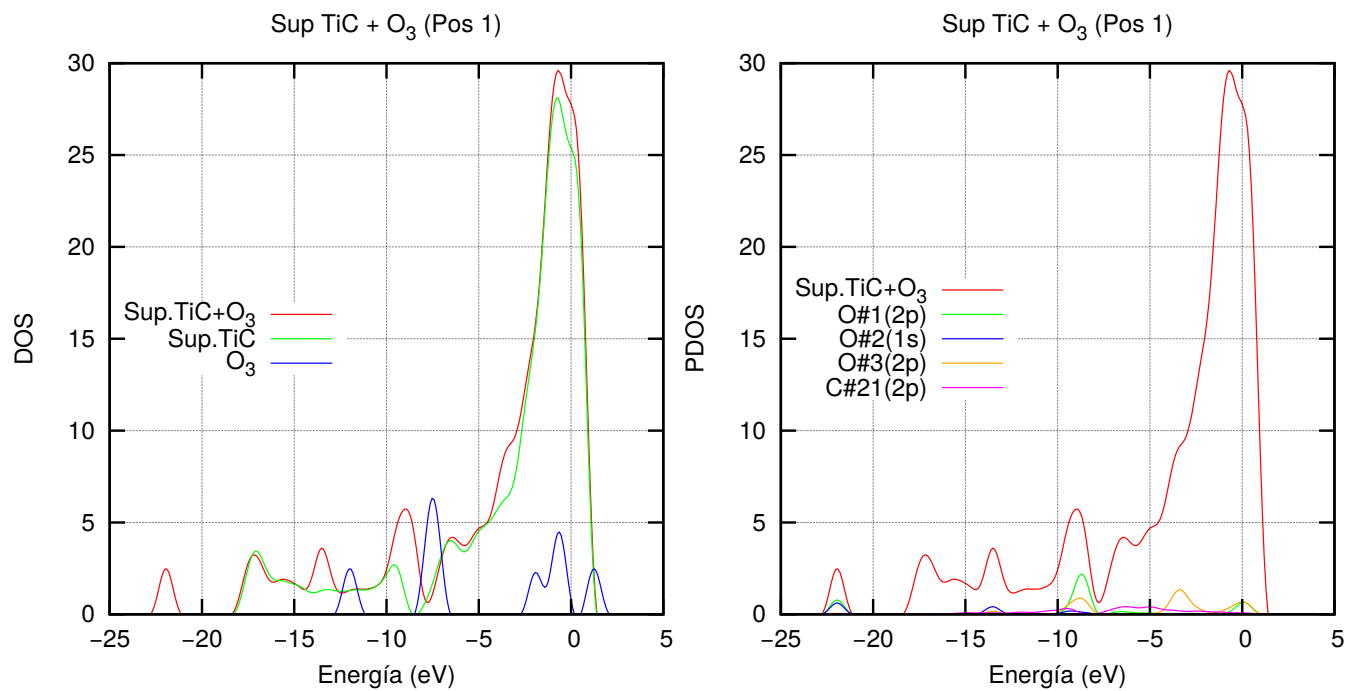 Sup TiC + O3 (Pos 1)
30
25
20
15
10
5
0
DOS
Sup.TiC+O3
Sup.TiC
O3
−25 −20 −15 −10 −5 0 5
Energía (eV)
Sup TiC + O3 (Pos 1)
30
25
20
15
10
5
0
PDOS
Sup.TiC+O3
O#1(2p)
O#2(1s)
O#3(2p)
C#21(2p)
−25 −20 −15 −10 −5 0 5
Energía (eV)